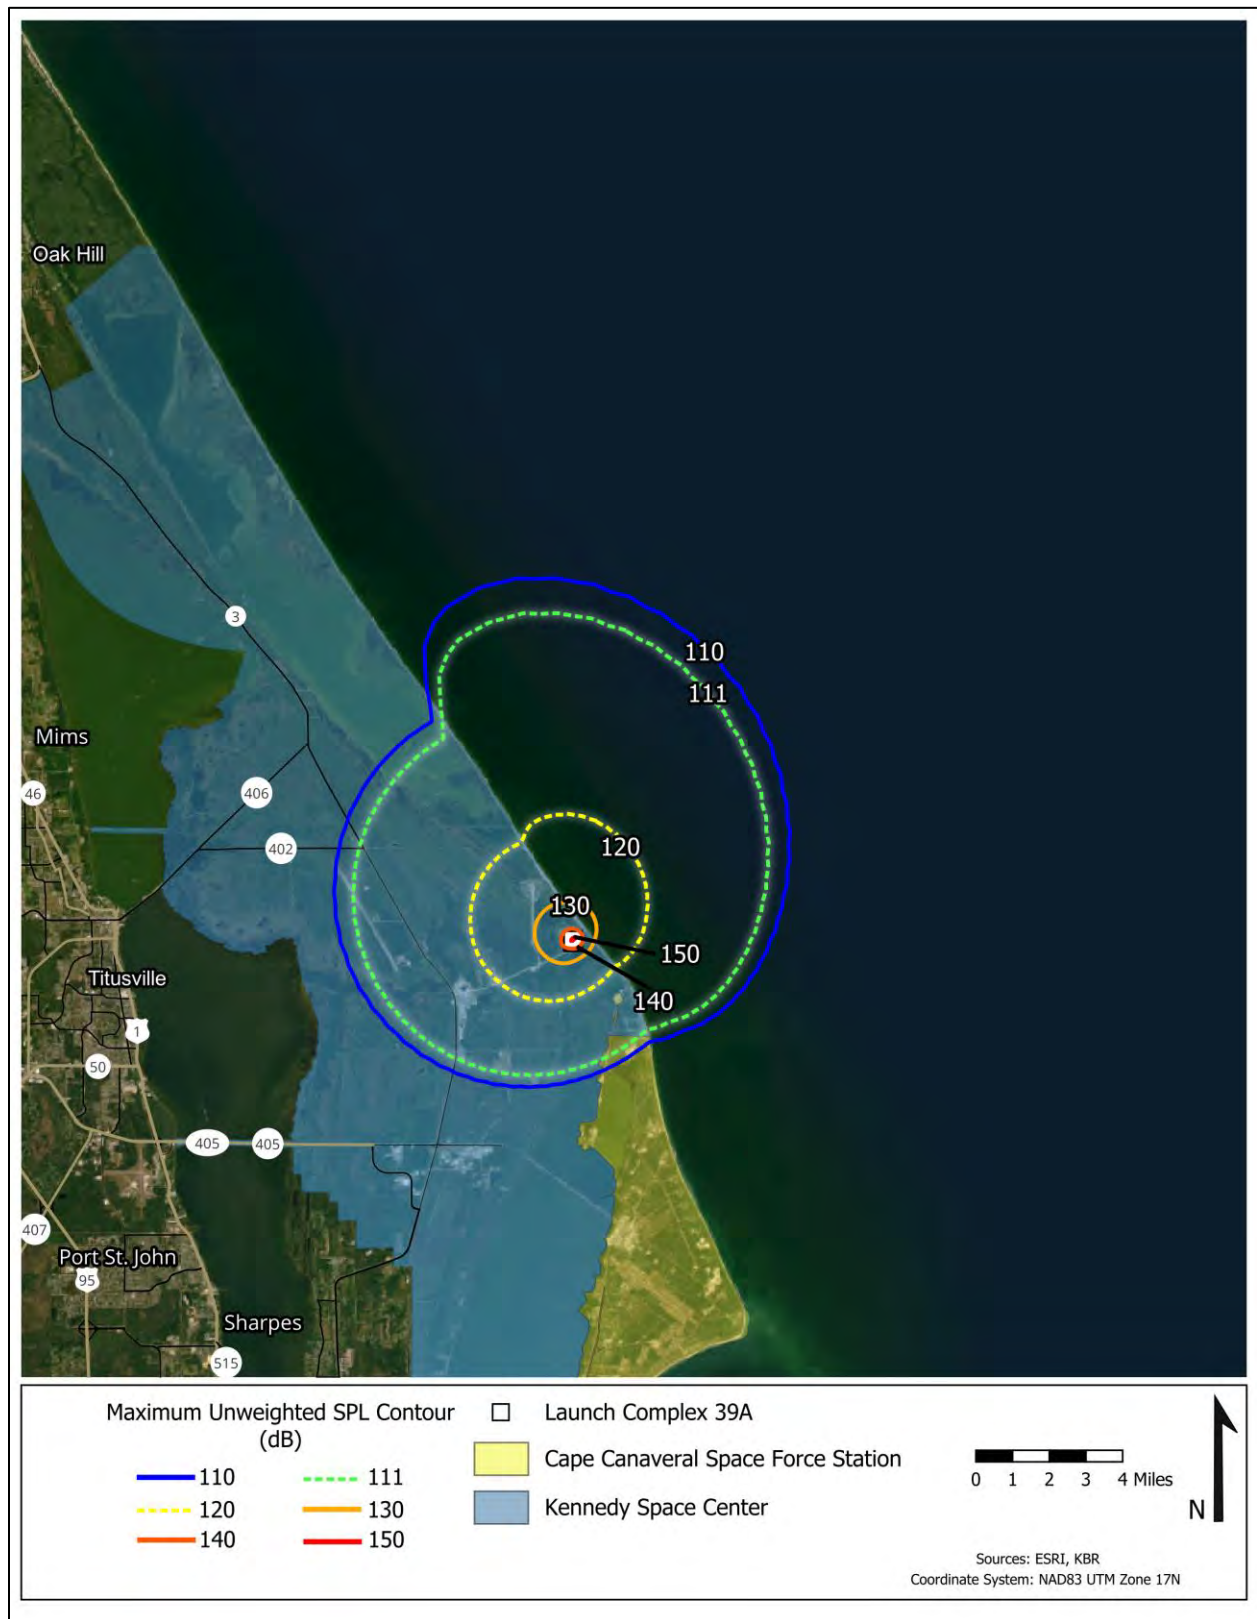 Oak Hill
3
110
111
Mims
46
406
402
120
130
150
140
Titusville
1
50
405
405
407
Port St. John
95
Sharpes
515
Maximum Unweighted SPL Contour
(dB)
110
111
120
130
140
150
Launch Complex 39A
Cape Canaveral Space Force Station
Kennedy Space Center
0 1 2 3 4 Miles
N
Sources: ESRI, KBR
Coordinate System: NAD83 UTM Zone 17N